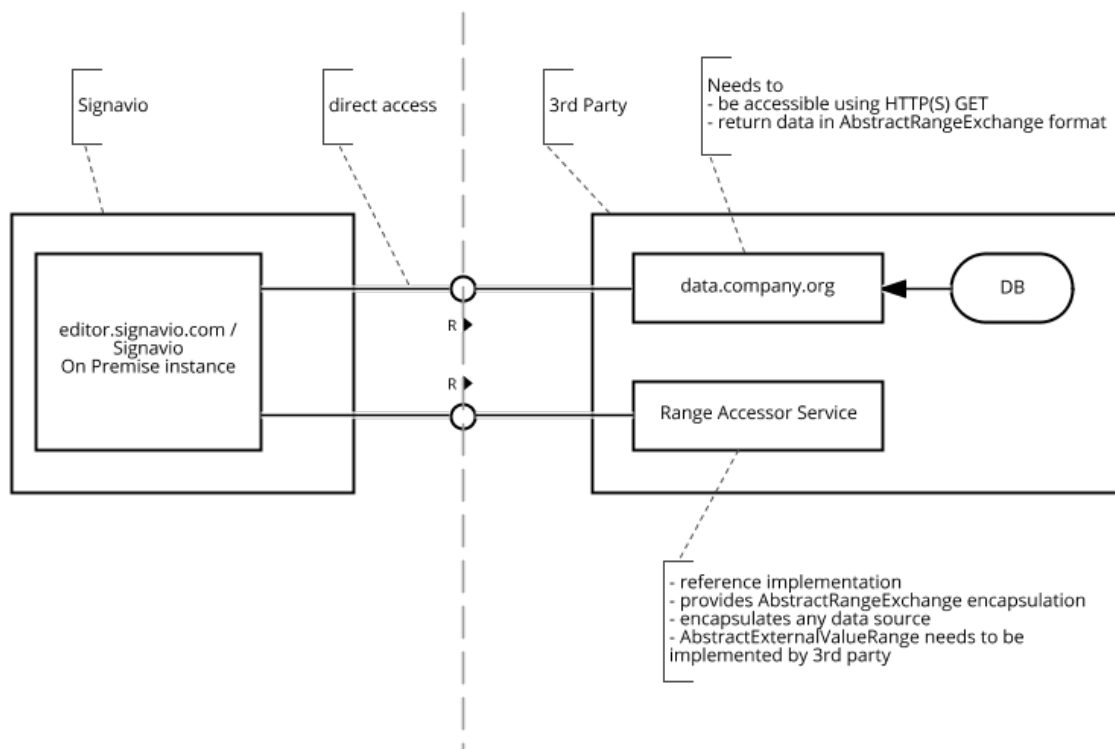 Signavio
direct access
3rd Party
Needs to
- be accessible using HTTP(S) GET
- return data in AbstractRangeExchange format
editor.signavio.com /
Signavio
On Premise instance
data.company.org
DB
R
R
Range Accessor Service
- reference implementation
- provides AbstractRangeExchange encapsulation
- encapsulates any data source
- AbstractExternalValueRange needs to be
implemented by 3rd party